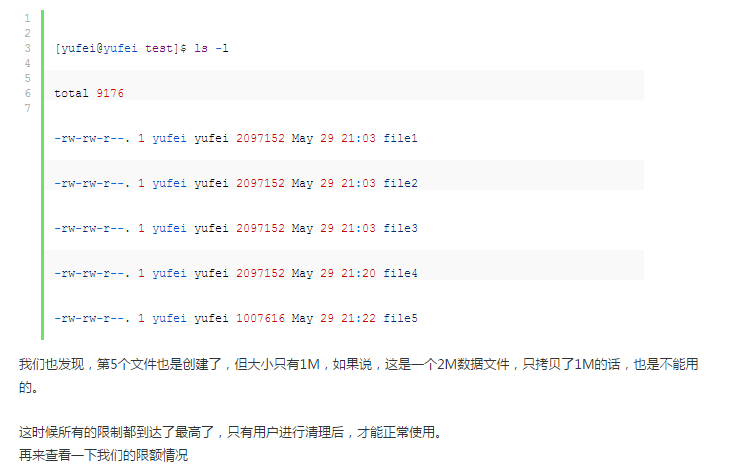 1
2
3
4
5
6
7
[yufei@yufei test]$ ls -l
total 9176
-rw-rw-r--. 1 yufei yufei 2097152 May 29 21:03 file1
-rw-rw-r--. 1 yufei yufei 2097152 May 29 21:03 file2
-rw-rw-r--. 1 yufei yufei 2097152 May 29 21:03 file3
-rw-rw-r--. 1 yufei yufei 2097152 May 29 21:20 file4
-rw-rw-r--. 1 yufei yufei 1007616 May 29 21:22 file5
我们也发现，第5个文件也是创建了，但大小只有1M，如果说，这是一个2M数据文件，只拷贝了1M的话，也是不能用
的。
这时候所有的限制都到达了最高了，只有用户进行清理后，才能正常使用。
再来查看一下我们的限额情况